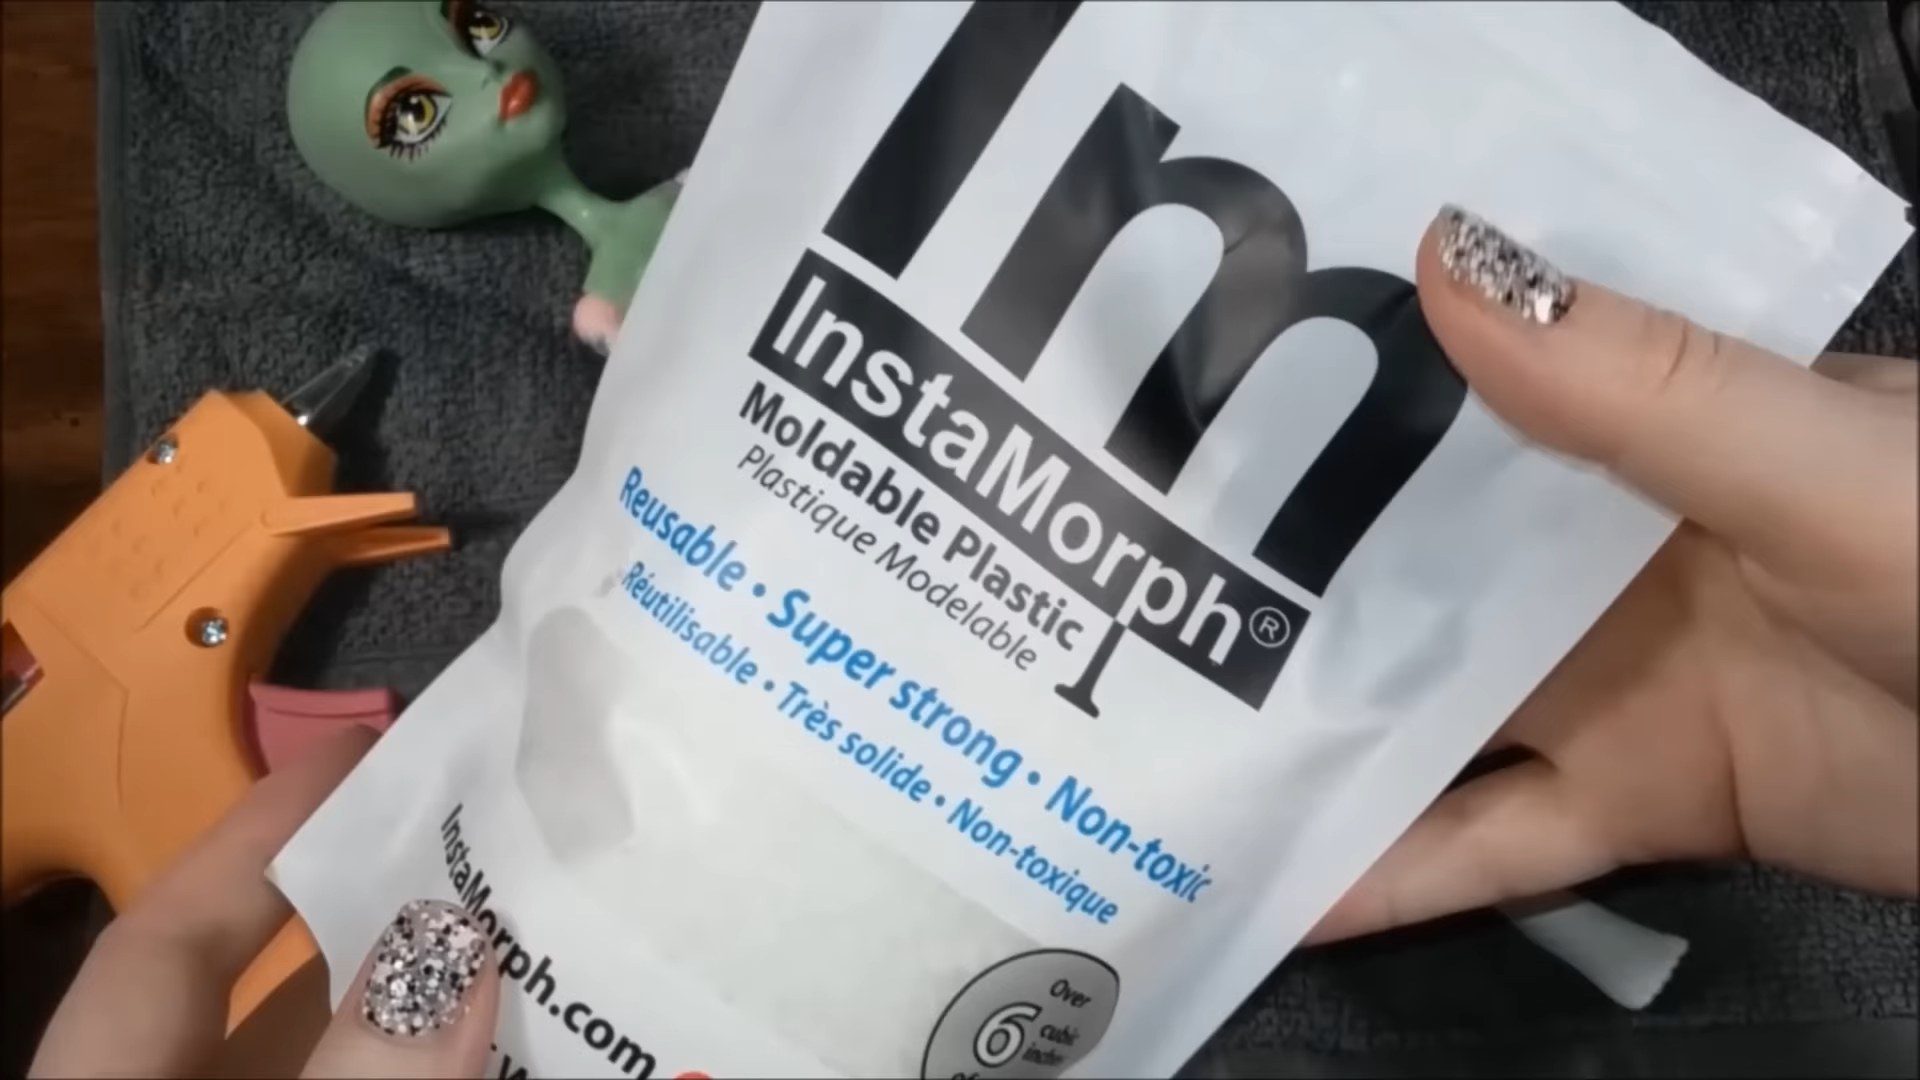 Im
InstaMorph®
Moldable Plastic
Plastique Modelable
Reusable • Super strong • Non-toxic
Réutilisable • Très solide • Non-toxique
InstaMorph.com
Over
6 cubic
inches
of